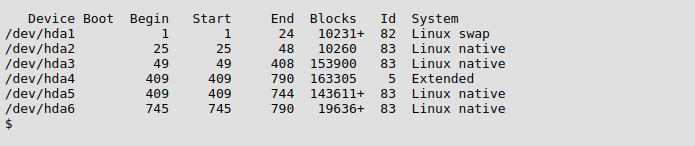 Device Boot  Begin   Start     End  Blocks   Id  System
/dev/hda1           1       1      24   10231+  82  Linux swap
/dev/hda2          25      25      48   10260   83  Linux native
/dev/hda3          49      49     408  153900   83  Linux native
/dev/hda4         409     409     790  163305    5  Extended
/dev/hda5         409     409     744  143611+  83  Linux native
/dev/hda6         745     745     790   19636+  83  Linux native
$